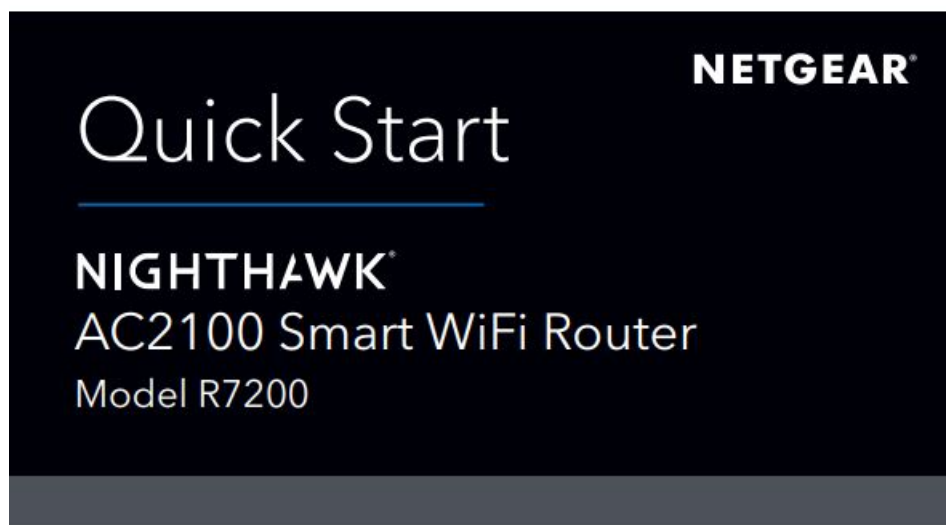 NETGEAR®
Quick Start
NIGHTHAWK®
AC2100 Smart WiFi Router
Model R7200